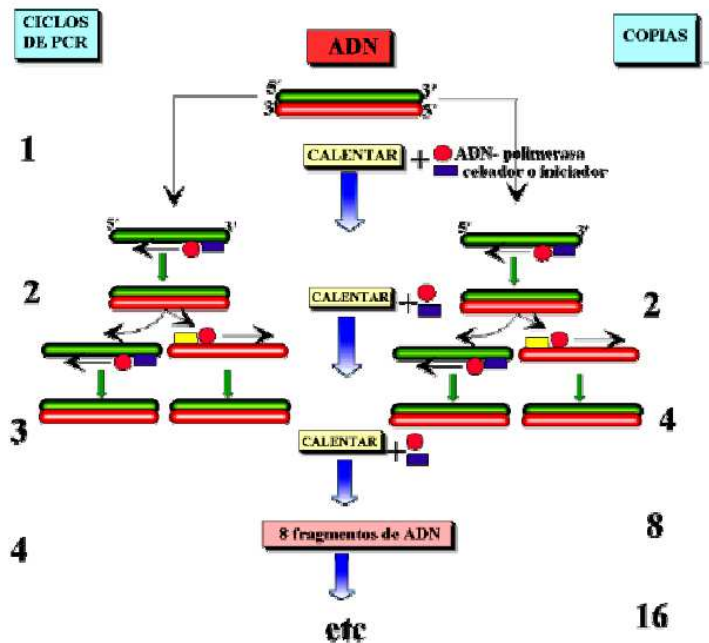 CICLOS
DE PCR
ADN
COPIAS
5´ 3´
3´ 5´
1
CALENTAR + ADN- polimerasa
cebador o iniciador
5´ 3´
5´ 3´
2
CALENTAR +
2
3
4
CALENTAR +
8 fragmentos de ADN
8
4
etc
16